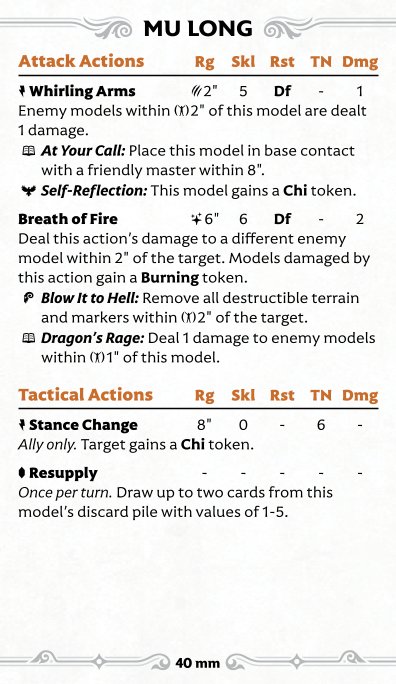 MU LONG
Attack Actions Rg Skl Rst TN Dmg
Whirling Arms 2" 5 Df - 1
Enemy models within 2" of this model are dealt
1 damage.
At Your Call: Place this model in base contact
with a friendly master within 8".
Self-Reflection: This model gains a Chi token.
Breath of Fire 6" 6 Df - 2
Deal this action's damage to a different enemy
model within 2" of the target. Models damaged by
this action gain a Burning token.
Blow It to Hell: Remove all destructible terrain
and markers within 2" of the target.
Dragon's Rage: Deal 1 damage to enemy models
within 1" of this model.
Tactical Actions Rg Skl Rst TN Dmg
Stance Change 8" 0 - 6 -
Ally only. Target gains a Chi token.
Resupply - - - - -
Once per turn. Draw up to two cards from this
model's discard pile with values of 1-5.
40 mm